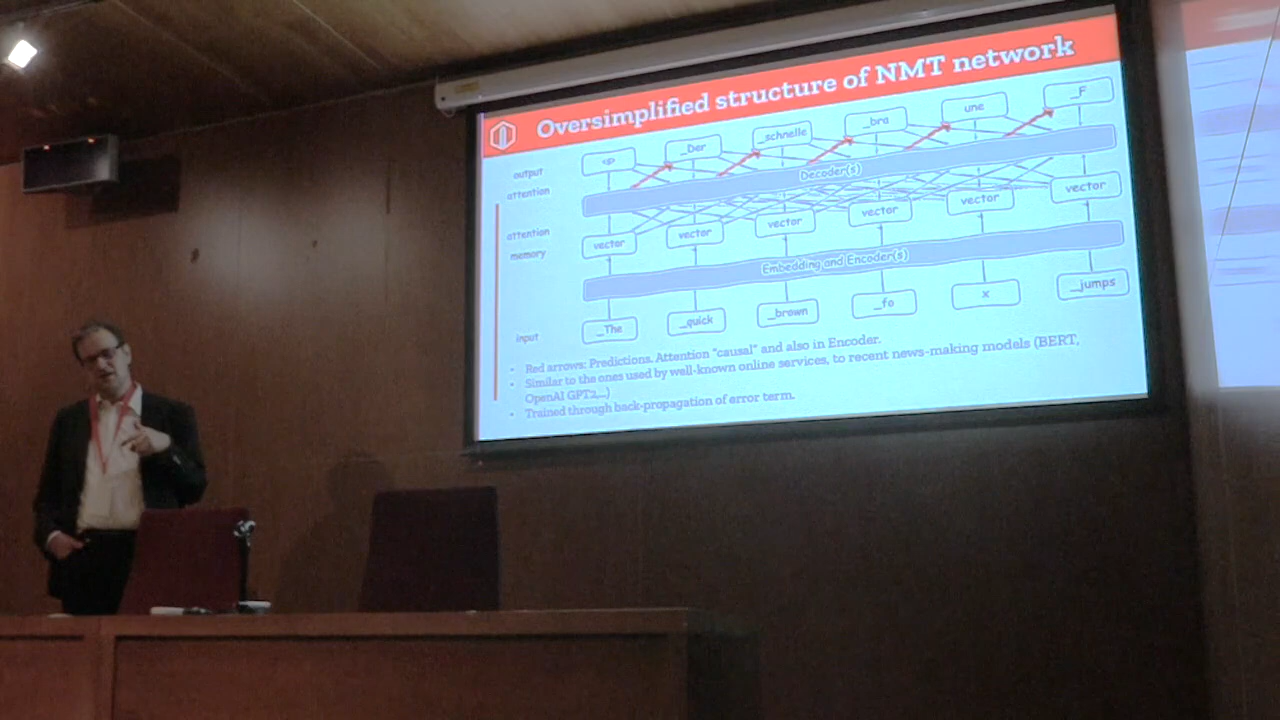 Oversimplified structure of NMT network
output
<s> _Der _schnelle _bra une _F
attention
Decoder(s)
attention
memory
vector vector vector vector vector vector
Embedding and Encoder(s)
input
_The _quick _brown _fo x _jumps
• Red arrows: Predictions. Attention "causal" and also in Encoder.
• Similar to the ones used by well-known online services, to recent news-making models (BERT,
OpenAI GPT2,...)
• Trained through back-propagation of error term.